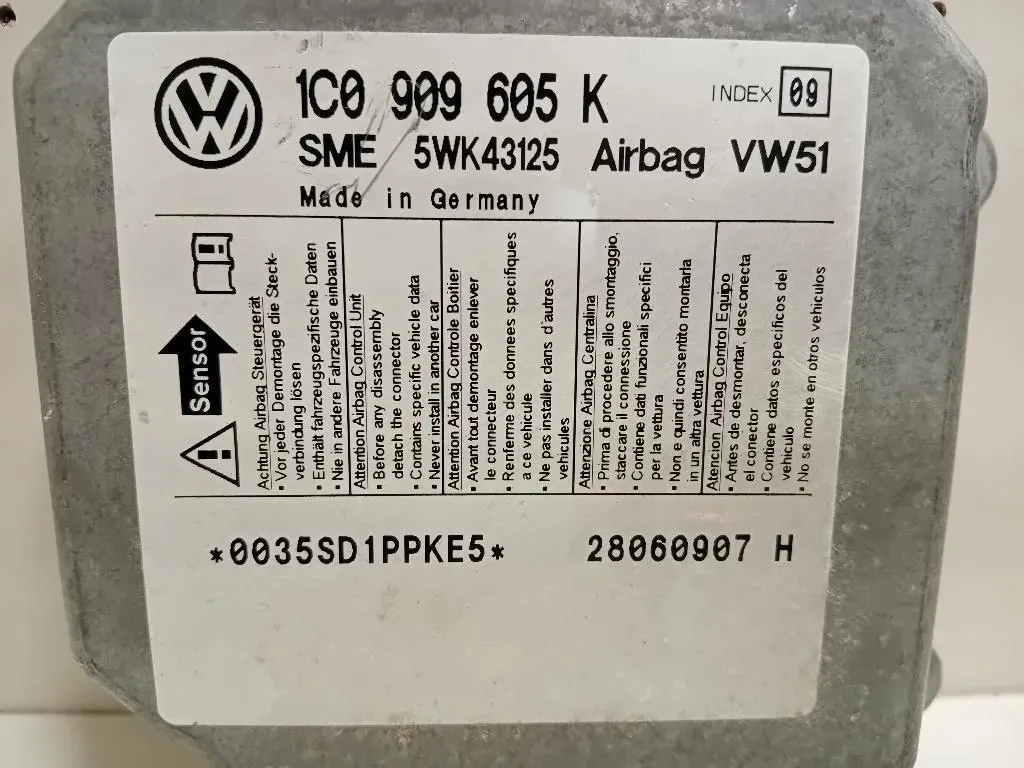 1C0 909 605 K
INDEX 09
SME 5WK43125 Airbag VW51
Made in Germany
Sensor
Achtung Airbag Steuergerät
• Vor jeder Demontage die Steck-
verbindung lösen
• Enthält fahrzeugspezifische Daten
• Nie in andere Fahrzeuge einbauen
Attention Airbag Control Unit
• Before any disassembly
detach the connector
• Contains specific vehicle data
• Never install in another car
Attention Airbag Controle Boitier
• Avant tout demontage enlever
le connecteur
• Renferme des donnees specifiques
a ce vehicule
• Ne pas installer dans d'autres
vehicules
Attenzione Airbag Centralina
• Prima di procedere allo smontaggio,
staccare il connessione
• Contiene dati funzionali specifici
per la vettura
• Non e quindi consentito montarla
in un altra vettura
Atencion Airbag Control Equipo
• Antes de desmontar, desconecta
el conector
• Contiene datos especificos del
vehiculo
• No se monte en otros vehiculos
*0035SD1PPKE5* 28060907 H